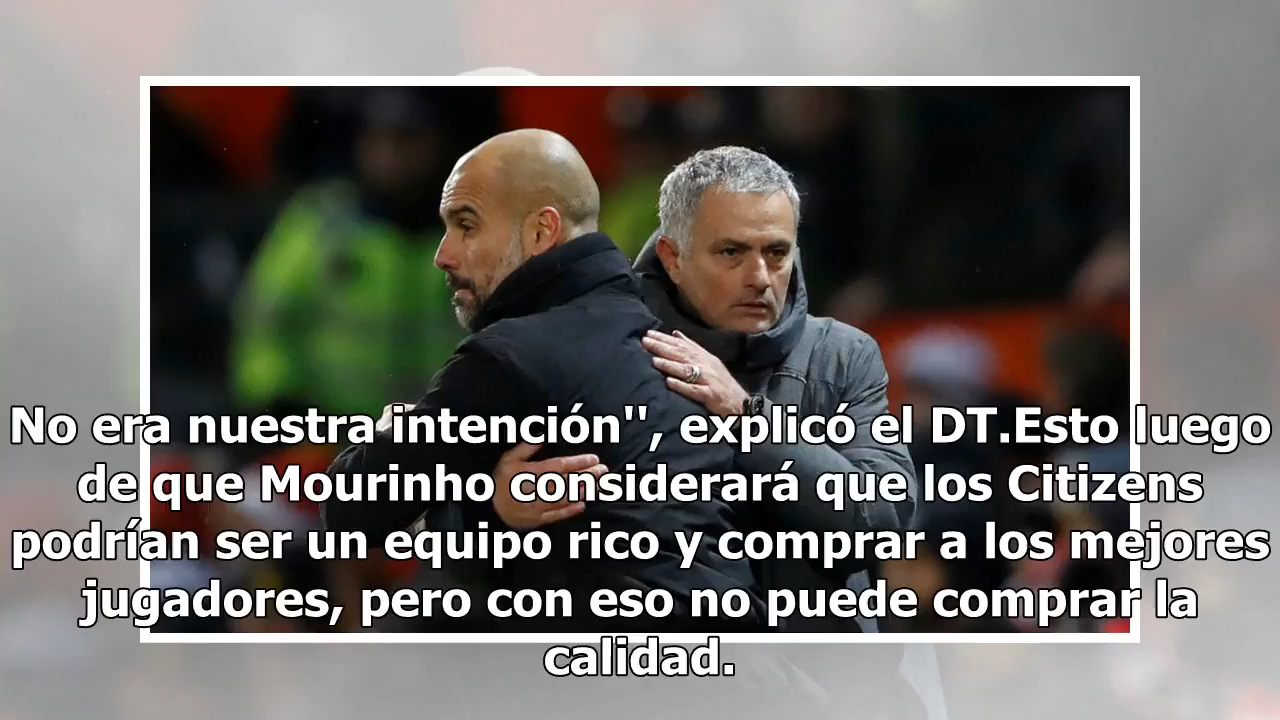 No era nuestra intención", explicó el DT.Esto luego
de que Mourinho considerará que los Citizens
podrían ser un equipo rico y comprar a los mejores
jugadores, pero con eso no puede comprar la
calidad.